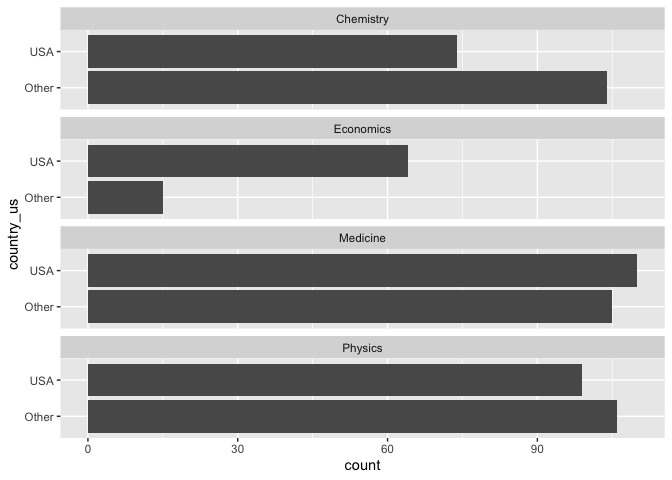 Chemistry
USA
Other
Economics
USA
Other
Medicine
USA
Other
Physics
USA
Other
0 30 60 90
count
country_us